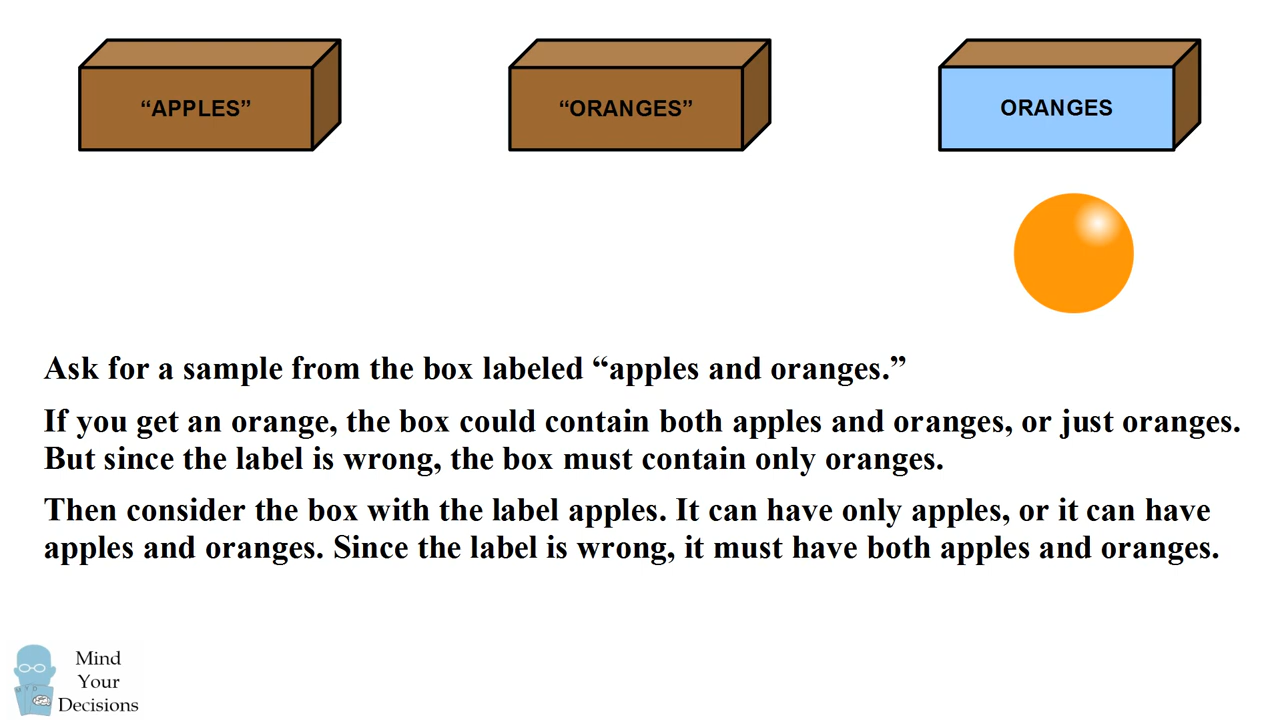 “APPLES”
“ORANGES”
ORANGES
Ask for a sample from the box labeled “apples and oranges.”
If you get an orange, the box could contain both apples and oranges, or just oranges.
But since the label is wrong, the box must contain only oranges.
Then consider the box with the label apples. It can have only apples, or it can have
apples and oranges. Since the label is wrong, it must have both apples and oranges.
Mind
Your
Decisions